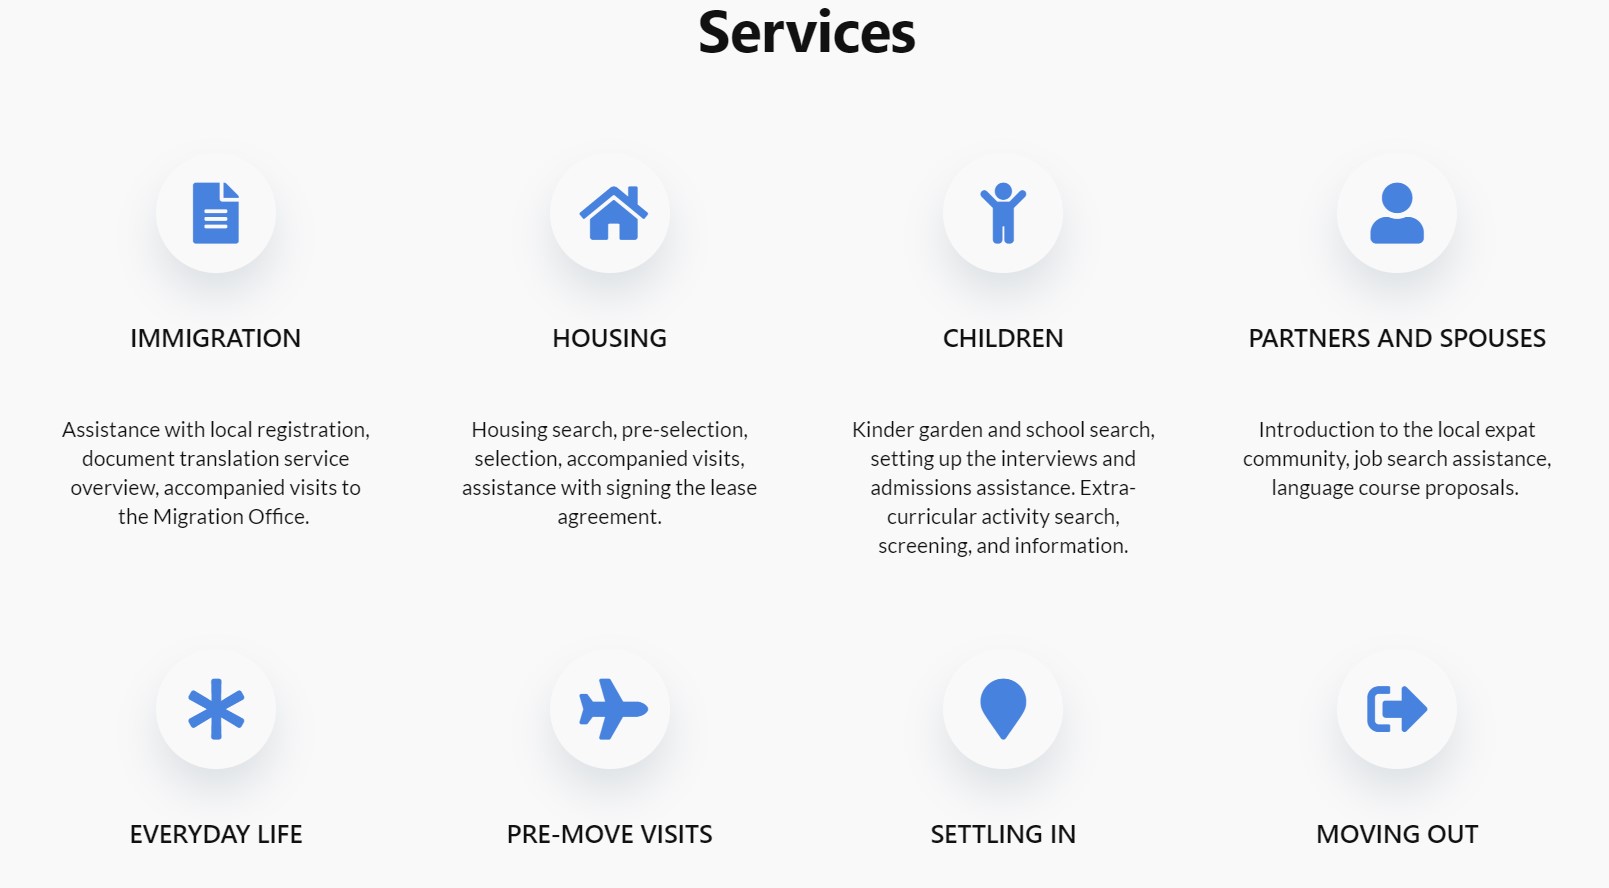 Services
IMMIGRATION
Assistance with local registration,
document translation service
overview, accompanied visits to
the Migration Office.
HOUSING
Housing search, pre-selection,
selection, accompanied visits,
assistance with signing the lease
agreement.
CHILDREN
Kinder garden and school search,
setting up the interviews and
admissions assistance. Extra-
curricular activity search,
screening, and information.
PARTNERS AND SPOUSES
Introduction to the local expat
community, job search assistance,
language course proposals.
EVERYDAY LIFE
PRE-MOVE VISITS
SETTLING IN
MOVING OUT